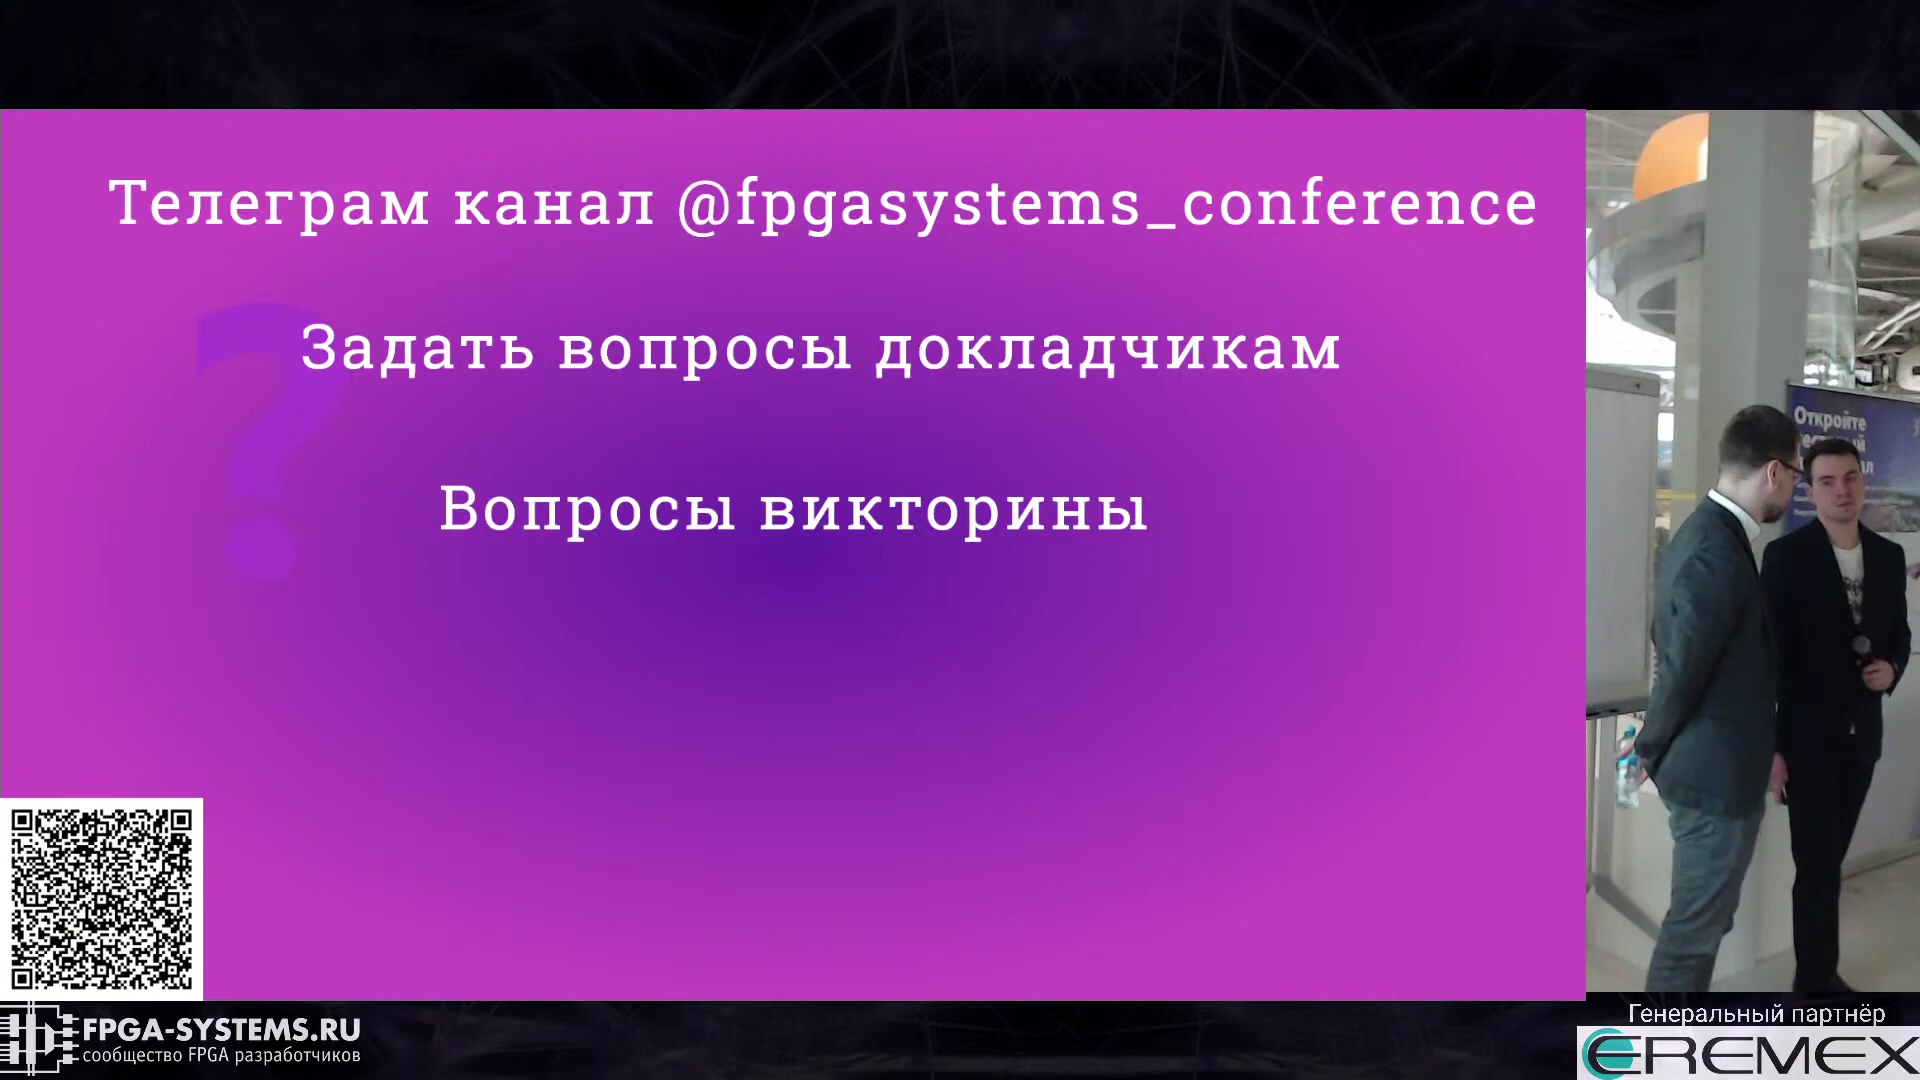 Телеграм канал @fpgasystems_conference
Задать вопросы докладчикам
Вопросы викторины
?
Откройте
FPGA-SYSTEMS.RU
сообщество FPGA разработчиков
Генеральный партнёр
EREMEX